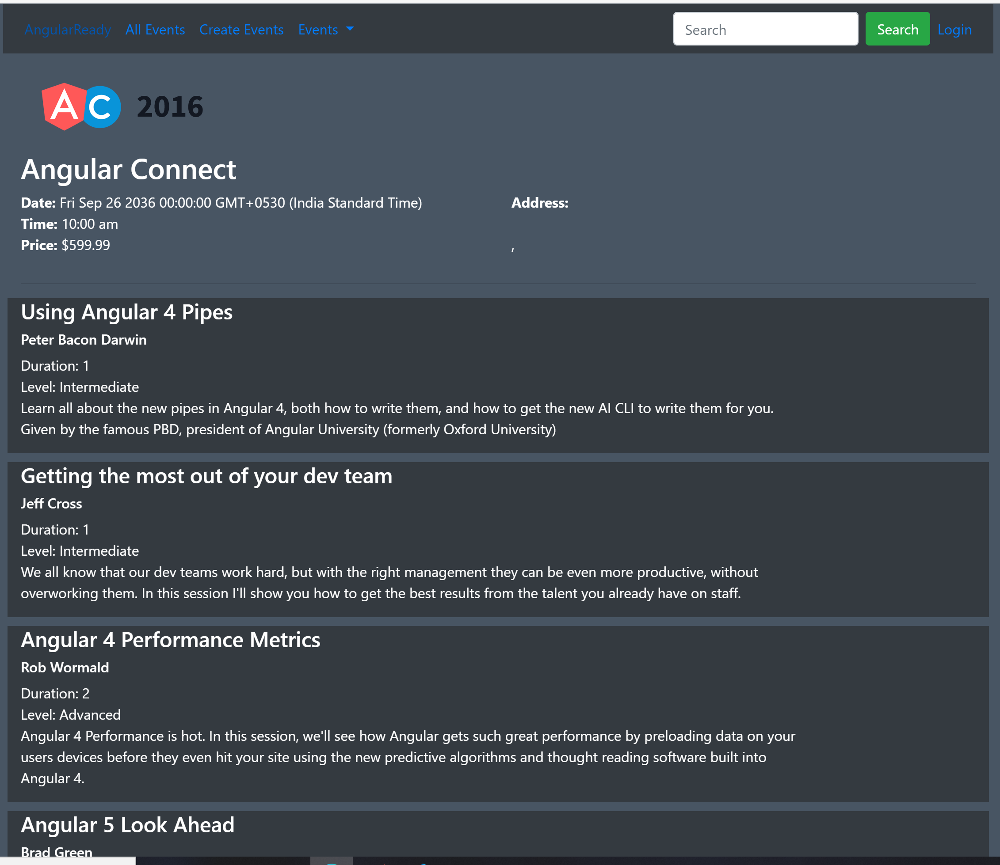 AngularReady All Events Create Events Events Search Search Login
AC 2016
Angular Connect
Date: Fri Sep 26 2036 00:00:00 GMT+0530 (India Standard Time)
Time: 10:00 am
Price: $599.99
Address:
,
Using Angular 4 Pipes
Peter Bacon Darwin
Duration: 1
Level: Intermediate
Learn all about the new pipes in Angular 4, both how to write them, and how to get the new AI CLI to write them for you.
Given by the famous PBD, president of Angular University (formerly Oxford University)
Getting the most out of your dev team
Jeff Cross
Duration: 1
Level: Intermediate
We all know that our dev teams work hard, but with the right management they can be even more productive, without
overworking them. In this session I'll show you how to get the best results from the talent you already have on staff.
Angular 4 Performance Metrics
Rob Wormald
Duration: 2
Level: Advanced
Angular 4 Performance is hot. In this session, we'll see how Angular gets such great performance by preloading data on your
users devices before they even hit your site using the new predictive algorithms and thought reading software built into
Angular 4.
Angular 5 Look Ahead
Brad Green